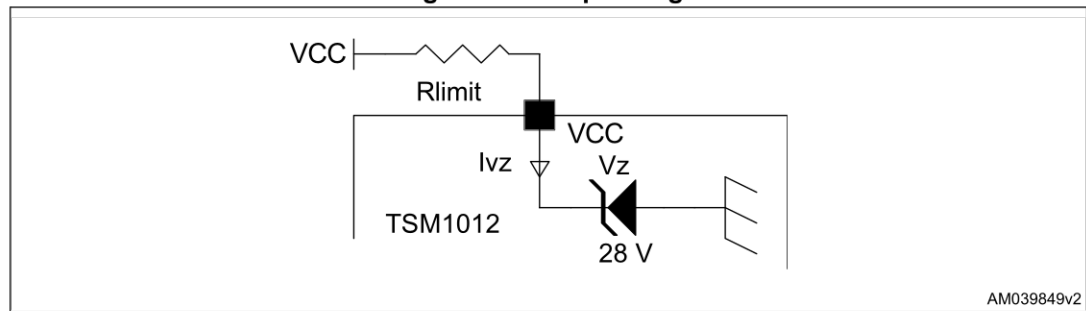 VCC
Rlimit
VCC
Ivz
Vz
TSM1012
28 V
AM039849v2